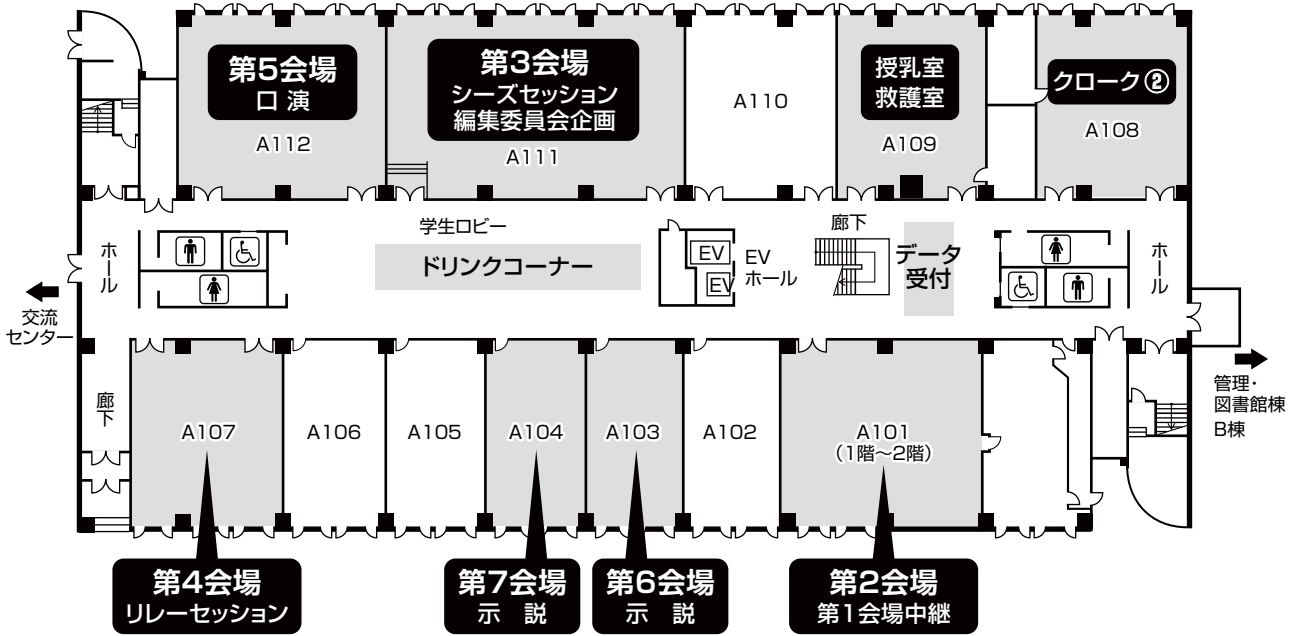 第5会場
口 演
A112
第3会場
シーズセッション
編集委員会企画
A111
A110
授乳室
救護室
A109
クローク②
A108
ホール
学生ロビー
ドリンクコーナー
EV
EV
EV
ホール
廊下
データ
受付
ホール
交流
センター
管理・
図書館棟
B棟
廊下
A107
A106
A105
A104
A103
A102
A101
(1階~2階)
第4会場
リレーセッション
第7会場
示 説
第6会場
示 説
第2会場
第1会場中継